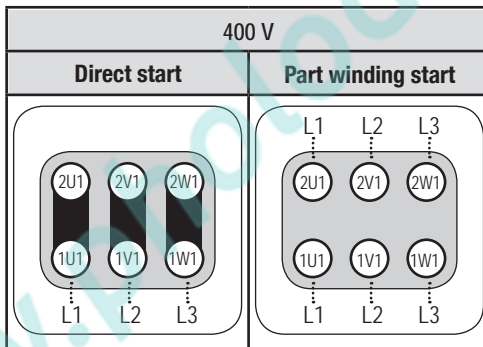 400 V
Direct start Part winding start
L1 L2 L3
2U1 2V1 2W1 2U1 2V1 2W1
1U1 1V1 1W1 1U1 1V1 1W1
L1 L2 L3 L1 L2 L3